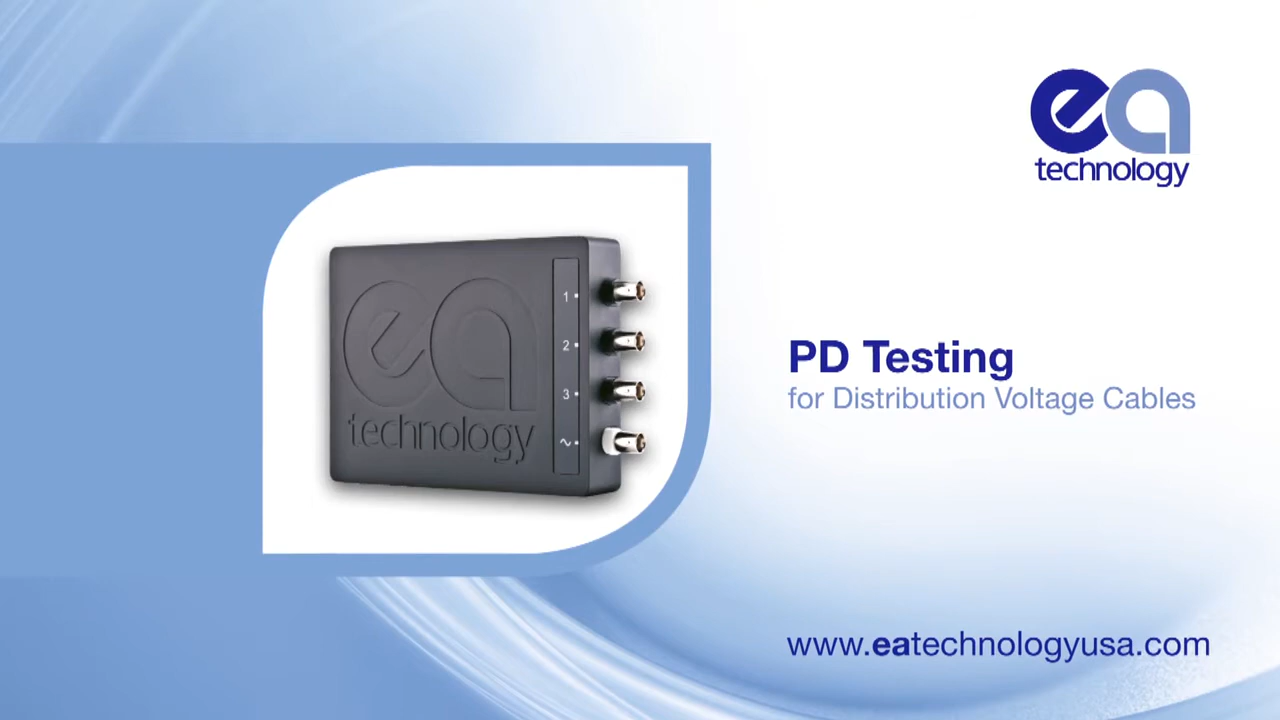 ea
technology
ea
technology
1
2
3
~
PD Testing
for Distribution Voltage Cables
www.eatechnologyusa.com